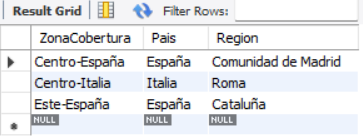 Result Grid Filter Rows:
ZonaCobertura Pais Region
Centro-España España Comunidad de Madrid
Centro-Italia Italia Roma
Este-España España Cataluña
NULL NULL NULL